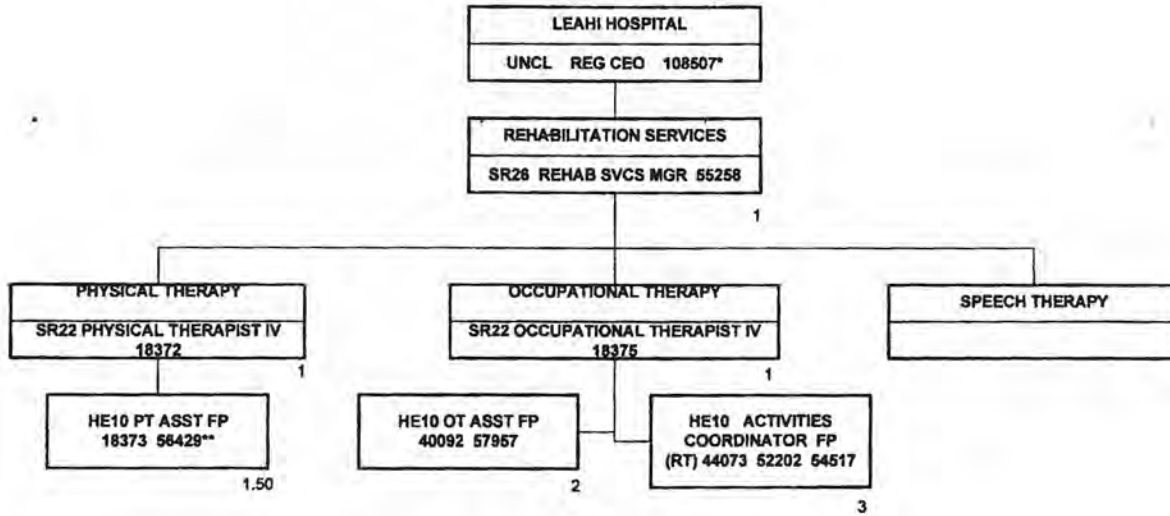 LEAHI HOSPITAL
UNCL REG CEO 108507*
REHABILITATION SERVICES
SR26 REHAB SVCS MGR 55258
1
PHYSICAL THERAPY
SR22 PHYSICAL THERAPIST IV
18372
1
OCCUPATIONAL THERAPY
SR22 OCCUPATIONAL THERAPIST IV
18375
1
SPEECH THERAPY
HE10 PT ASST FP
18373 56429**
1.50
HE10 OT ASST FP
40092 57957
2
HE10 ACTIVITIES
COORDINATOR FP
(RT) 44073 52202 54517
3